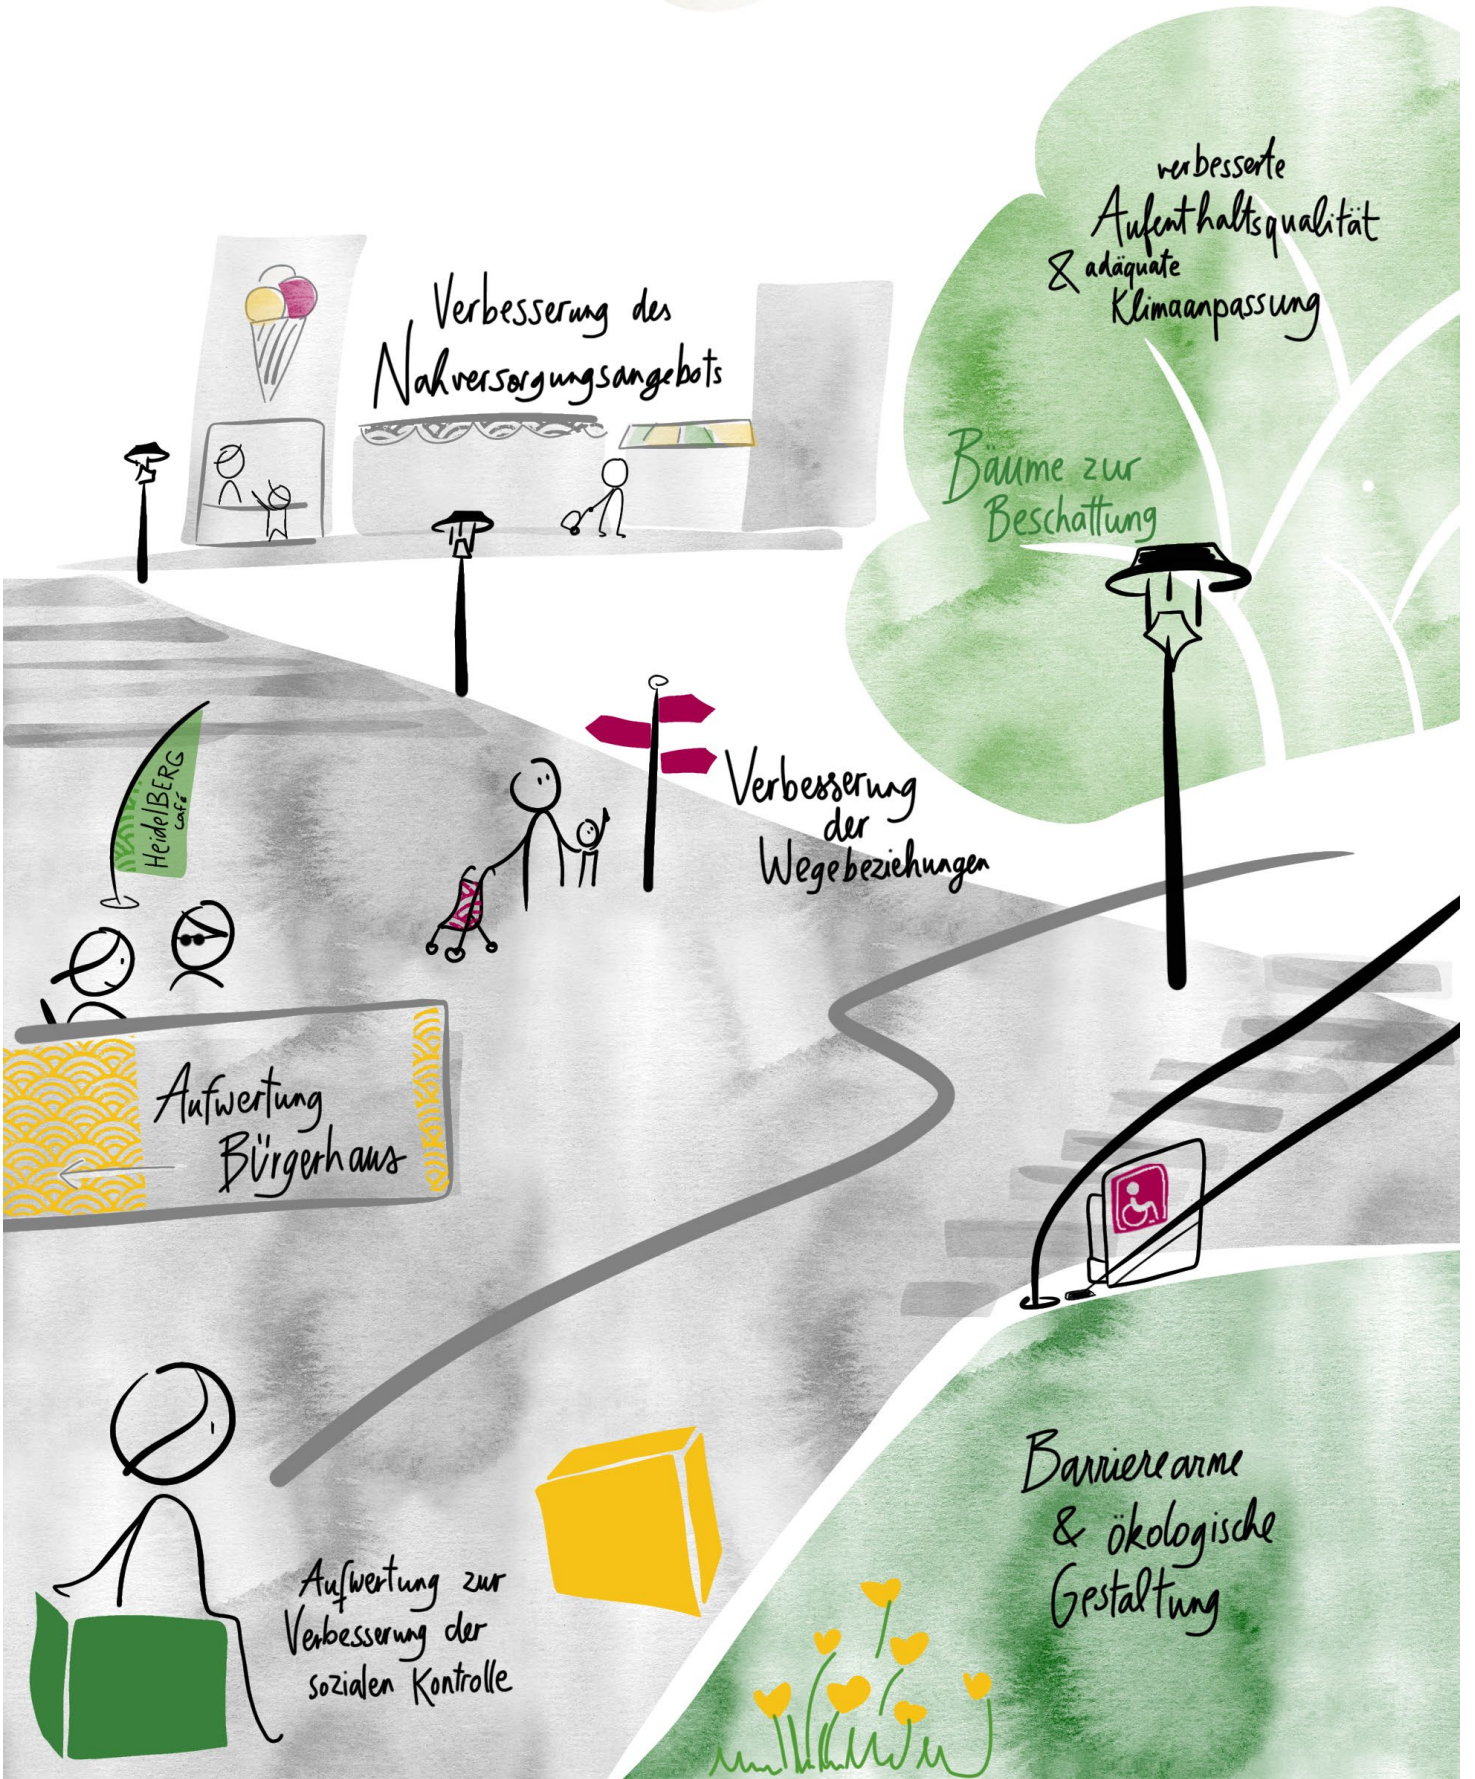 verbesserte
Aufenthaltsqualität
& adäquate
Klimaanpassung
Verbesserung des
Nahversorgungsangebots
Bäume zur
Beschattung
HeidelBERG
café
Verbesserung
der
Wegebeziehungen
Aufwertung
Bürgerhaus
Barrierearme
& ökologische
Gestaltung
Aufwertung zur
Verbesserung der
sozialen Kontrolle